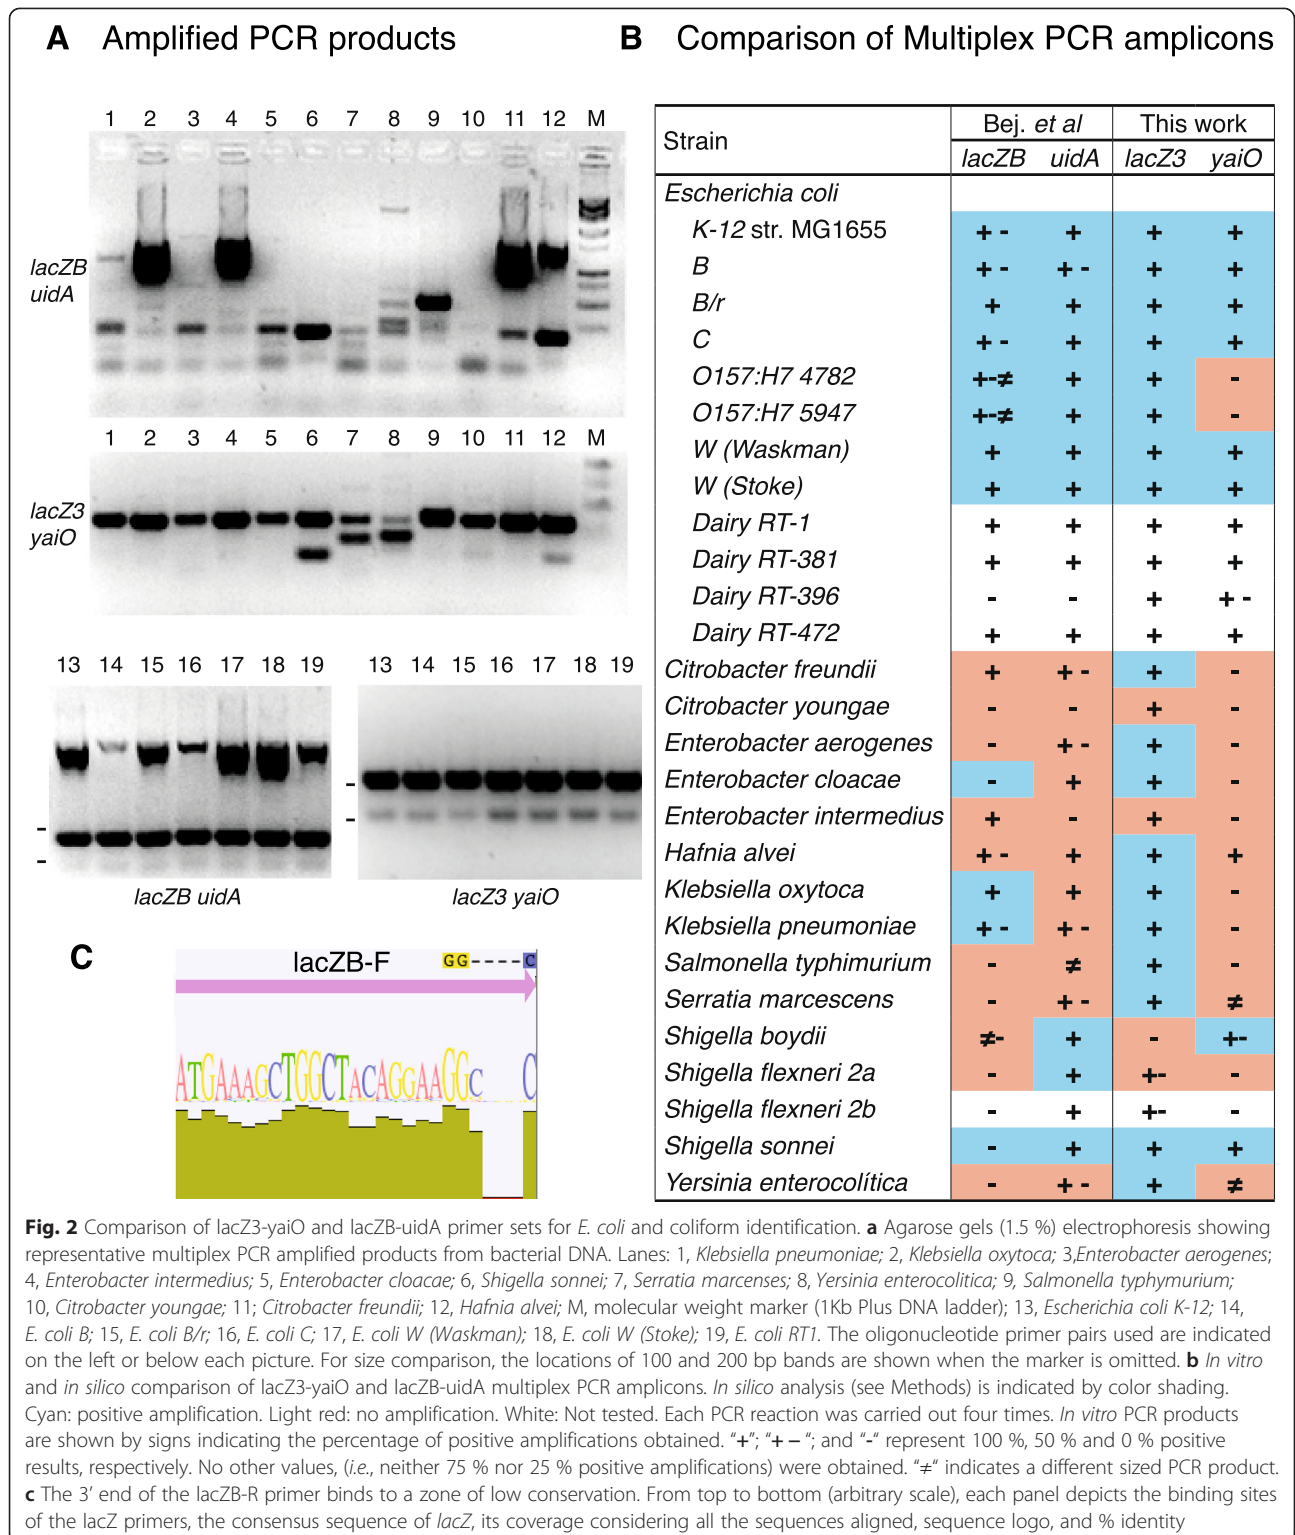 A Amplified PCR products
1 2 3 4 5 6 7 8 9 10 11 12 M
lacZB
uidA
1 2 3 4 5 6 7 8 9 10 11 12 M
lacZ3
yaiO
13 14 15 16 17 18 19
13 14 15 16 17 18 19
-
-
-
-
lacZB uidA
lacZ3 yaiO
B Comparison of Multiplex PCR amplicons
Strain Bej. et al This work
lacZB uidA lacZ3 yaiO
Escherichia coli
K-12 str. MG1655 + - + + +
B + - + - + +
B/r + + + +
C + - + + +
O157:H7 4782 +-≠ + + -
O157:H7 5947 +-≠ + + -
W (Waskman) + + + +
W (Stoke) + + + +
Dairy RT-1 + + + +
Dairy RT-381 + + + +
Dairy RT-396 - - + + -
Dairy RT-472 + + + +
Citrobacter freundii + + - + -
Citrobacter youngae - - + -
Enterobacter aerogenes - + - + -
Enterobacter cloacae - + + -
Enterobacter intermedius + - + -
Hafnia alvei + - + + +
Klebsiella oxytoca + + + -
Klebsiella pneumoniae + - + - + -
Salmonella typhimurium - ≠ + -
Serratia marcescens - + - + ≠
Shigella boydii ≠- + - +-
Shigella flexneri 2a - + +- -
Shigella flexneri 2b - + +- -
Shigella sonnei - + + +
Yersinia enterocolítica - + - + ≠
C
lacZB-F GG----C
ATGAAAGCTGGCTACAGGAAGGC C
Fig. 2 Comparison of lacZ3-yaiO and lacZB-uidA primer sets for E. coli and coliform identification. a Agarose gels (1.5 %) electrophoresis showing
representative multiplex PCR amplified products from bacterial DNA. Lanes: 1, Klebsiella pneumoniae; 2, Klebsiella oxytoca; 3,Enterobacter aerogenes;
4, Enterobacter intermedius; 5, Enterobacter cloacae; 6, Shigella sonnei; 7, Serratia marcenses; 8, Yersinia enterocolitica; 9, Salmonella typhymurium;
10, Citrobacter youngae; 11; Citrobacter freundii; 12, Hafnia alvei; M, molecular weight marker (1Kb Plus DNA ladder); 13, Escherichia coli K-12; 14,
E. coli B; 15, E. coli B/r; 16, E. coli C; 17, E. coli W (Waskman); 18, E. coli W (Stoke); 19, E. coli RT1. The oligonucleotide primer pairs used are indicated
on the left or below each picture. For size comparison, the locations of 100 and 200 bp bands are shown when the marker is omitted. b In vitro
and in silico comparison of lacZ3-yaiO and lacZB-uidA multiplex PCR amplicons. In silico analysis (see Methods) is indicated by color shading.
Cyan: positive amplification. Light red: no amplification. White: Not tested. Each PCR reaction was carried out four times. In vitro PCR products
are shown by signs indicating the percentage of positive amplifications obtained. “+”; “+ – “; and “-“ represent 100 %, 50 % and 0 % positive
results, respectively. No other values, (i.e., neither 75 % nor 25 % positive amplifications) were obtained. “≠“ indicates a different sized PCR product.
c The 3’ end of the lacZB-R primer binds to a zone of low conservation. From top to bottom (arbitrary scale), each panel depicts the binding sites
of the lacZ primers, the consensus sequence of lacZ, its coverage considering all the sequences aligned, sequence logo, and % identity